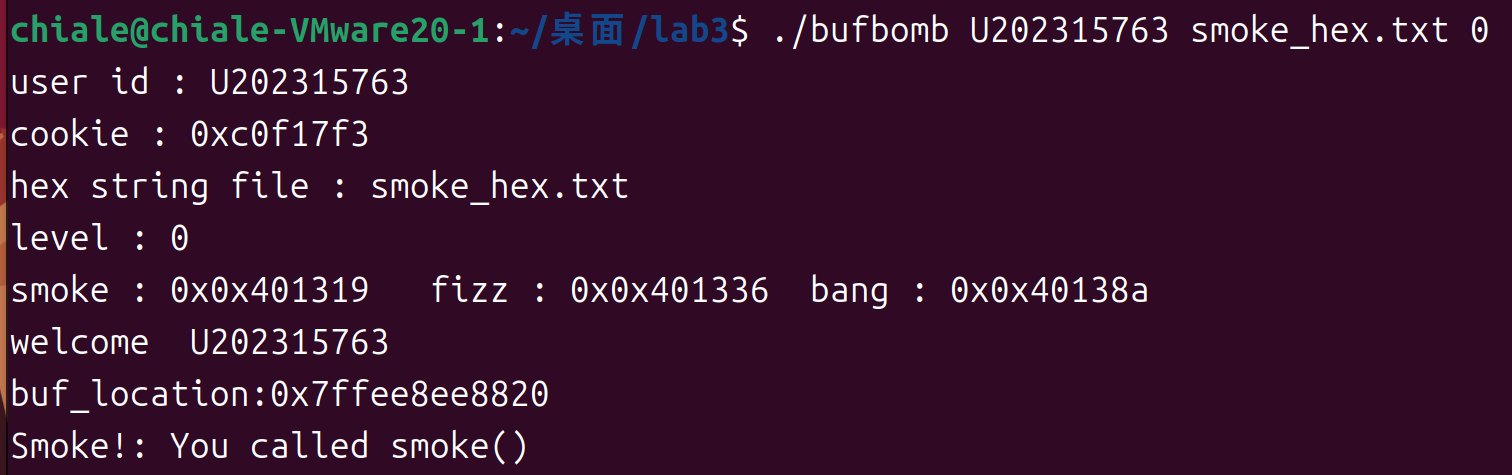 chiale@chiale-VMware20-1:~/桌面/lab3$ ./bufbomb U202315763 smoke_hex.txt 0
user id : U202315763
cookie : 0xc0f17f3
hex string file : smoke_hex.txt
level : 0
smoke : 0x0x401319   fizz : 0x0x401336  bang : 0x0x40138a
welcome  U202315763
buf_location:0x7ffee8ee8820
Smoke!: You called smoke()